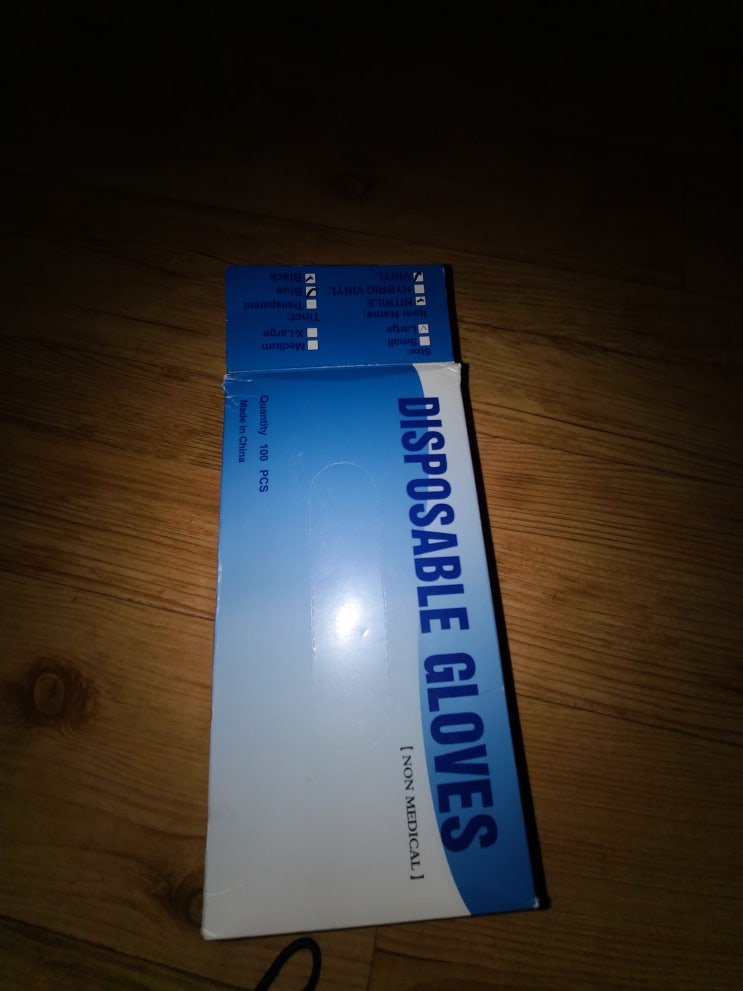 DISPOSABLE GLOVES
[ NON MEDICAL ]
Quantity 100 PCS
Made In China
Size:
Small
Medium
Large
X-Large
Item Name:
Tinct:
NITRILE
Transparent
HYBRID VINYL
Blue
VINYL
Black